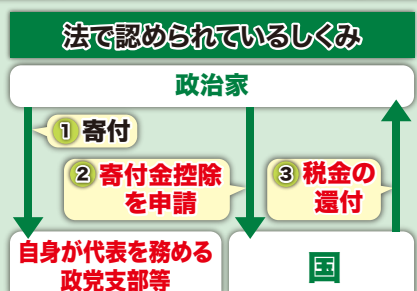 法で認められているしくみ
政治家
① 寄付
② 寄付金控除
を申請
③ 税金の
還付
自身が代表を務める
政党支部等
国